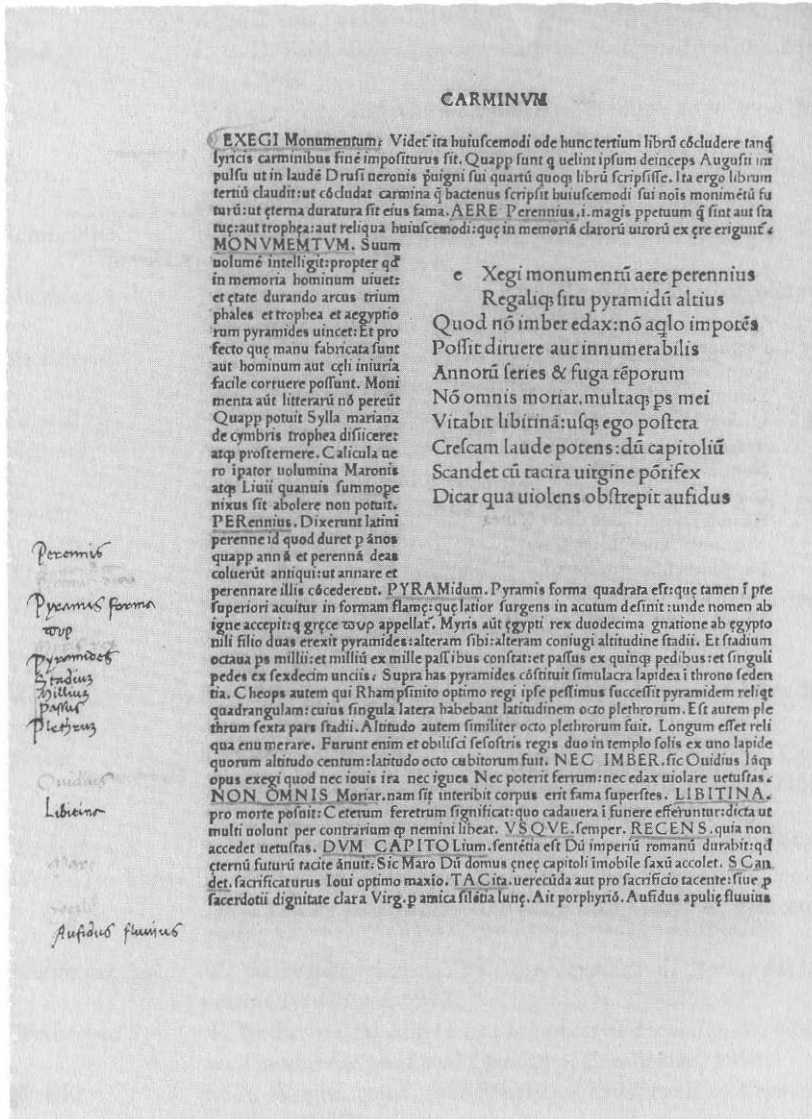 CARMINVM
EXEGI Monumentum: Videt᷑ ita huiuſcemodi ode hunc tertium librū cōcludere tanq̄
lyricis carminibus finē impoſiturus ſit. Quapp ſunt q uelint ipſum deinceps Auguſti im
pulſu ut in laudē Druſi neronis p̄uigni ſui quartū quoqꝫ librū ſcripſiſſe. Ita ergo librum
tertiū claudit: ut cōcludat carmina q̄ hactenus ſcripſit huiuſcemodi ſui nois monimētū fu
turū: ut ęterna duratura ſit eius fama. AERE Perennius. i. magis ppetuum q̄ ſint aut ſta
tuę: aut trophęa: aut reliqua huiuſcemodi: quę in memoriā clarorū uirorū ex ęre erigunt᷑.
MONVMEMTVM. Suum
uolumē intelligit: propter qd̄
in memoria hominum uiuet:
et ętate durando arcus trium
phales et trophea et aegyptio
rum pyramides uincet: Et pro
fecto quę manu fabricata ſunt
aut hominum aut cęli iniuria
facile corruere poſſunt. Moni
menta aūt litterarū nō pereūt
Quapp potuit Sylla mariana
de cymbris trophea diſiicere:
atqꝫ proſternere. Calicula ue
ro ipator uolumina Maronis
atqꝫ Liuii quanuis ſummope
nixus ſit abolere non potuit.
PERennius. Dixerunt latini
perenne id quod duret p ānos
quapp annā et perennā deas
coluerūt antiqui: ut annare et
e Xegi monumentū aere perennius
Regaliqꝫ ſitu pyramidū altius
Quod nō imber edax: nō aqlo impotēs
Poſſit diruere aut innumerabilis
Annorū ſeries & fuga tēporum
Nō omnis moriar. multaqꝫ ps mei
Vitabit libitinā: uſqꝫ ego poſtera
Creſcam laude potens: dū capitoliū
Scandet cū tacita uirgine pōtifex
Dicar qua uiolens obſtrepit aufidus
perennare illis cōcederent. PYRAMidum. Pyramis forma quadrata eſt: quę tamen ī pte
ſuperiori acuitur in formam flamę: quę latior ſurgens in acutum definit: unde nomen ab
igne accepit: q gręce ϖυρ appellat᷑. Myris aūt ęgypti rex duodecima gnatione ab ęgypto
nili filio duas erexit pyramides: alteram ſibi: alteram coniugi altitudine ſtadii. Et ſtadium
octaua ps millii: et milliū ex mille paſſibus conſtat: et paſſus ex quinqꝫ pedibus: et ſinguli
pedes ex ſexdecim unciis. Supra has pyramides cōſtituit ſimulacra lapidea ī throno ſeden
tia. Cheops autem qui Rhampſinito optimo regi ipſe peſſimus ſucceſſit pyramidem reliqt
quadrangulam: cuius ſingula latera habebant latitudinem octo plethrorum. Eſt autem ple
thrum ſexta pars ſtadii. Altitudo autem ſimiliter octo plethrorum fuit. Longum eſſet reli
qua enumerare. Furunt enim et obiliſci ſeſoſtris regis duo in templo ſolis ex uno lapide
quorum altitudo centum: latitudo octo cubitorum fuit. NEC IMBER. ſic Ouidius Iāqꝫ
opus exegi quod nec iouis ira nec igues Nec poterit ferrum: nec edax uiolare uetuſtas.
NON OMNIS Moriar. nam ſit interibit corpus erit fama ſuperſtes. LIBITINA.
pro morte poſuit: Ceterum feretrum ſignificat: quo cadauera ī funere efferuntur: dicta ut
multi uolunt per contrarium ꝙ nemini libeat. VSQVE. ſemper. RECENS. quia non
accedet uetuſtas. DVM CAPITOLium. ſentētia eſt Dū imperiū romanū durabit: qd̄
ęternū futurū tacite ānuit: Sic Maro Dū domus ęneę capitoli īmobile ſaxū accolet. SCan
det. ſacrificaturus Ioui optimo maxio. TACita. uerecūda aut pro ſacrificio tacente: ſiue ꝓ
ſacerdotii dignitate clara Virg. p amica ſilētia lunę. Ait porphyriō. Aufidus apulię fluuius
Perennis
Pyramis forma
ϖυρ
Pyramides
Stadius
Millius
Passus
Plethruz
Ouidius
Libitina
Maro
Aufidus fluuius